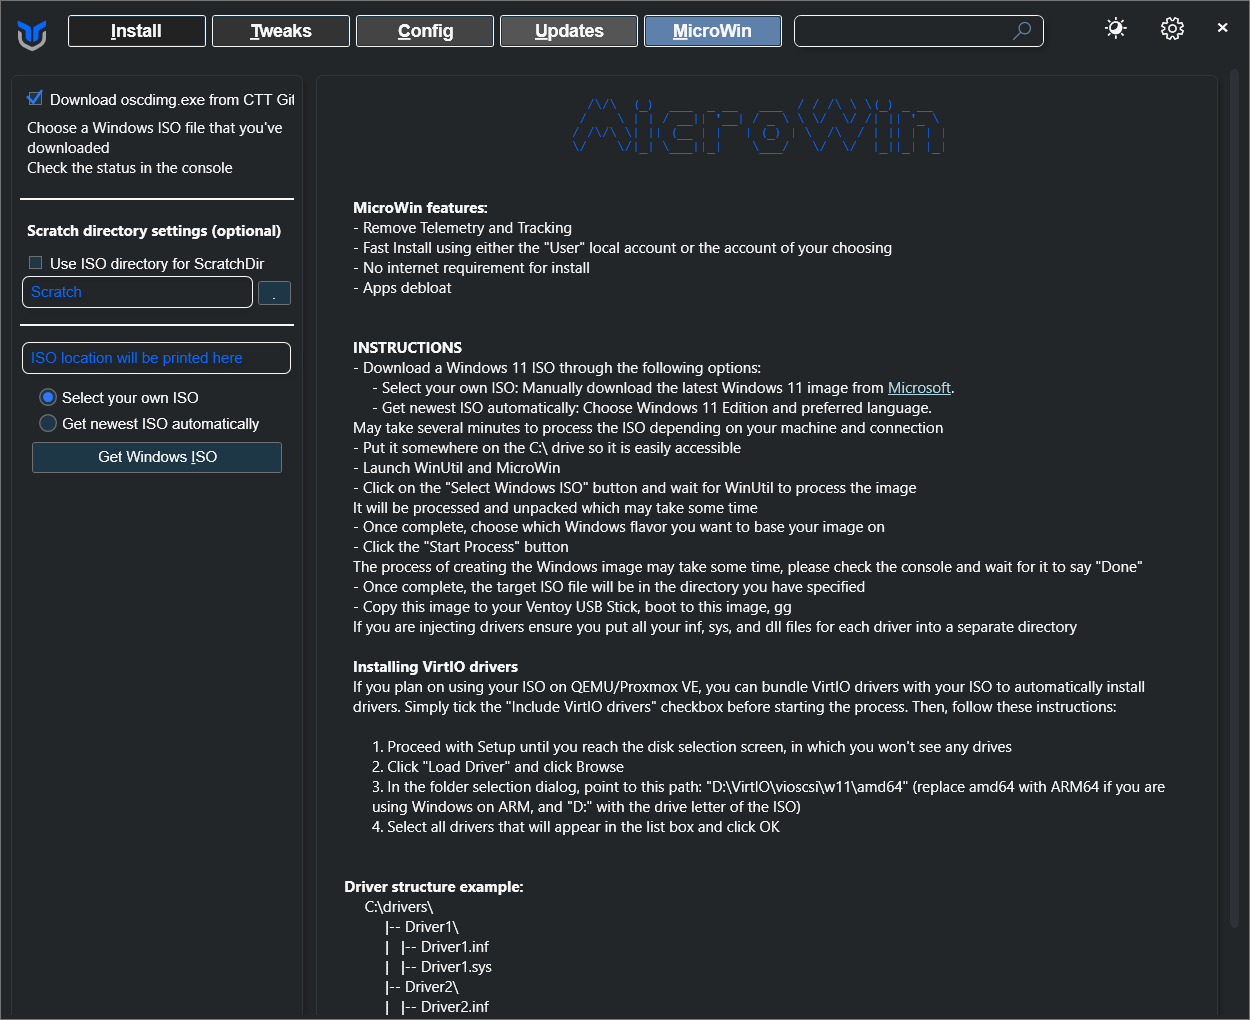 Install
Tweaks
Config
Updates
MicroWin
Download oscdimg.exe from CTT Git
Choose a Windows ISO file that you've
downloaded
Check the status in the console
Scratch directory settings (optional)
Use ISO directory for ScratchDir
Scratch
.
ISO location will be printed here
Select your own ISO
Get newest ISO automatically
Get Windows ISO
MicroWin
MicroWin features:
- Remove Telemetry and Tracking
- Fast Install using either the "User" local account or the account of your choosing
- No internet requirement for install
- Apps debloat
INSTRUCTIONS
- Download a Windows 11 ISO through the following options:
- Select your own ISO: Manually download the latest Windows 11 image from Microsoft.
- Get newest ISO automatically: Choose Windows 11 Edition and preferred language.
May take several minutes to process the ISO depending on your machine and connection
- Put it somewhere on the C:\ drive so it is easily accessible
- Launch WinUtil and MicroWin
- Click on the "Select Windows ISO" button and wait for WinUtil to process the image
It will be processed and unpacked which may take some time
- Once complete, choose which Windows flavor you want to base your image on
- Click the "Start Process" button
The process of creating the Windows image may take some time, please check the console and wait for it to say "Done"
- Once complete, the target ISO file will be in the directory you have specified
- Copy this image to your Ventoy USB Stick, boot to this image, gg
If you are injecting drivers ensure you put all your inf, sys, and dll files for each driver into a separate directory
Installing VirtIO drivers
If you plan on using your ISO on QEMU/Proxmox VE, you can bundle VirtIO drivers with your ISO to automatically install
drivers. Simply tick the "Include VirtIO drivers" checkbox before starting the process. Then, follow these instructions:
1. Proceed with Setup until you reach the disk selection screen, in which you won't see any drives
2. Click "Load Driver" and click Browse
3. In the folder selection dialog, point to this path: "D:\VirtIO\vioscsi\w11\amd64" (replace amd64 with ARM64 if you are
using Windows on ARM, and "D:" with the drive letter of the ISO)
4. Select all drivers that will appear in the list box and click OK
Driver structure example:
C:\drivers\
|-- Driver1\
|   |-- Driver1.inf
|   |-- Driver1.sys
|-- Driver2\
|   |-- Driver2.inf